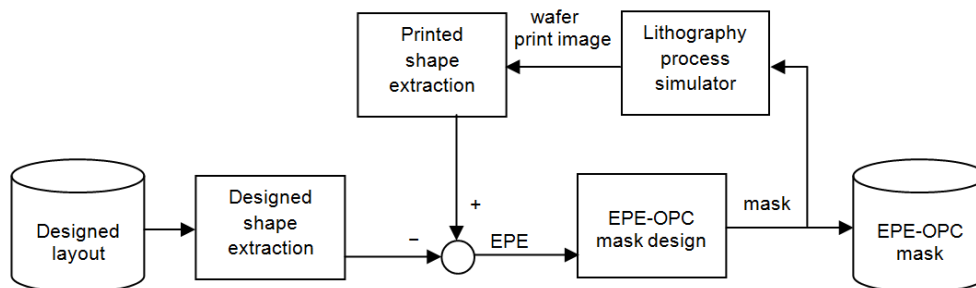 Printed
shape
extraction
wafer
print image
Lithography
process
simulator
Designed
layout
Designed
shape
extraction
−
+
EPE
EPE-OPC
mask design
mask
EPE-OPC
mask